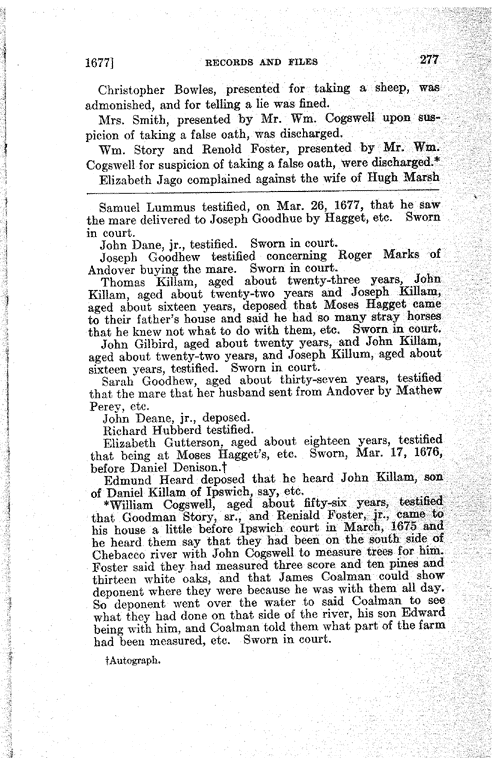 1677] RECORDS AND FILES 277
Christopher Bowles, presented for taking a sheep, was
admonished, and for telling a lie was fined.
Mrs. Smith, presented by Mr. Wm. Cogswell upon sus-
picion of taking a false oath, was discharged.
Wm. Story and Renold Foster, presented by Mr. Wm.
Cogswell for suspicion of taking a false oath, were discharged.*
Elizabeth Jago complained against the wife of Hugh Marsh
Samuel Lummus testified, on Mar. 26, 1677, that he saw
the mare delivered to Joseph Goodhue by Hagget, etc. Sworn
in court.
John Dane, jr., testified. Sworn in court.
Joseph Goodhew testified concerning Roger Marks of
Andover buying the mare. Sworn in court.
Thomas Killam, aged about twenty-three years, John
Killam, aged about twenty-two years and Joseph Killam,
aged about sixteen years, deposed that Moses Hagget came
to their father's house and said he had so many stray horses
that he knew not what to do with them, etc. Sworn in court.
John Gilbird, aged about twenty years, and John Killam,
aged about twenty-two years, and Joseph Killum, aged about
sixteen years, testified. Sworn in court.
Sarah Goodhew, aged about thirty-seven years, testified
that the mare that her husband sent from Andover by Mathew
Perey, etc.
John Deane, jr., deposed.
Richard Hubberd testified.
Elizabeth Gutterson, aged about eighteen years, testified
that being at Moses Hagget's, etc. Sworn, Mar. 17, 1676,
before Daniel Denison.†
Edmund Heard deposed that he heard John Killam, son
of Daniel Killam of Ipswich, say, etc.
*William Cogswell, aged about fifty-six years, testified
that Goodman Story, sr., and Reniald Foster, jr., came to
his house a little before Ipswich court in March, 1675 and
he heard them say that they had been on the south side of
Chebacco river with John Cogswell to measure trees for him.
Foster said they had measured three score and ten pines and
thirteen white oaks, and that James Coalman could show
deponent where they were because he was with them all day.
So deponent went over the water to said Coalman to see
what they had done on that side of the river, his son Edward
being with him, and Coalman told them what part of the farm
had been measured, etc. Sworn in court.
†Autograph.